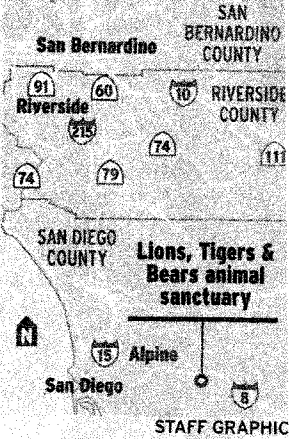 SAN
BERNARDINO
COUNTY
San Bernardino
91
60
10
RIVERSIDE
COUNTY
Riverside
215
74
111
74
79
SAN DIEGO
COUNTY
Lions, Tigers &
Bears animal
sanctuary
N
15
Alpine
San Diego
8
STAFF GRAPHIC